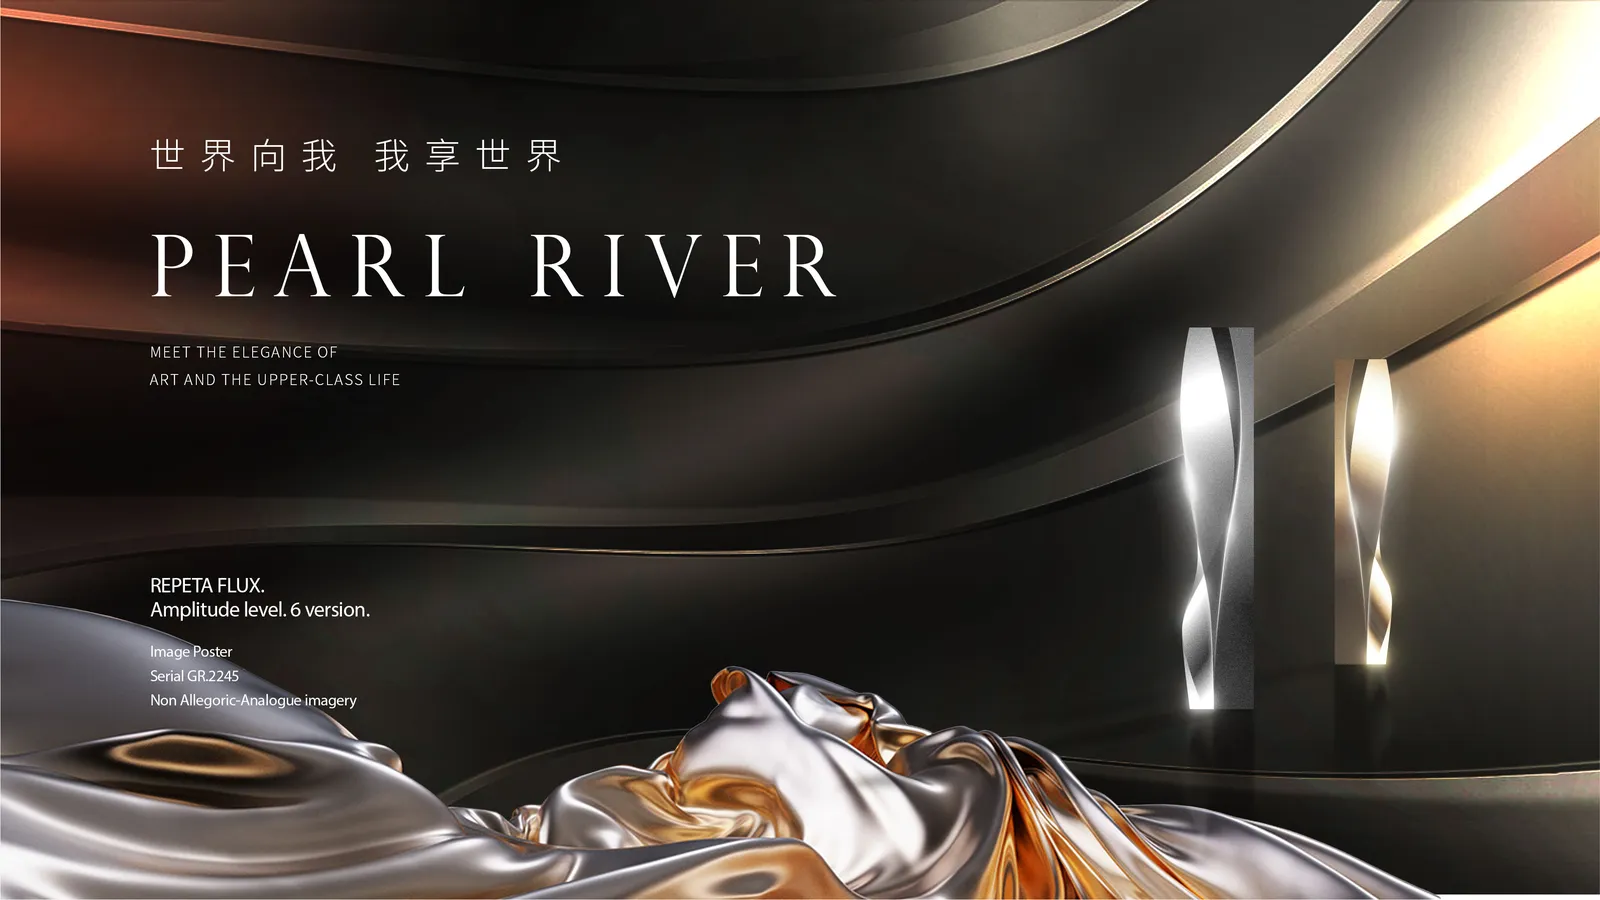 世界向我 我享世界
PEARL RIVER
MEET THE ELEGANCE OF
ART AND THE UPPER-CLASS LIFE
REPETA FLUX.
Amplitude level. 6 version.
Image Poster
Serial GR.2245
Non Allegoric-Analogue imagery